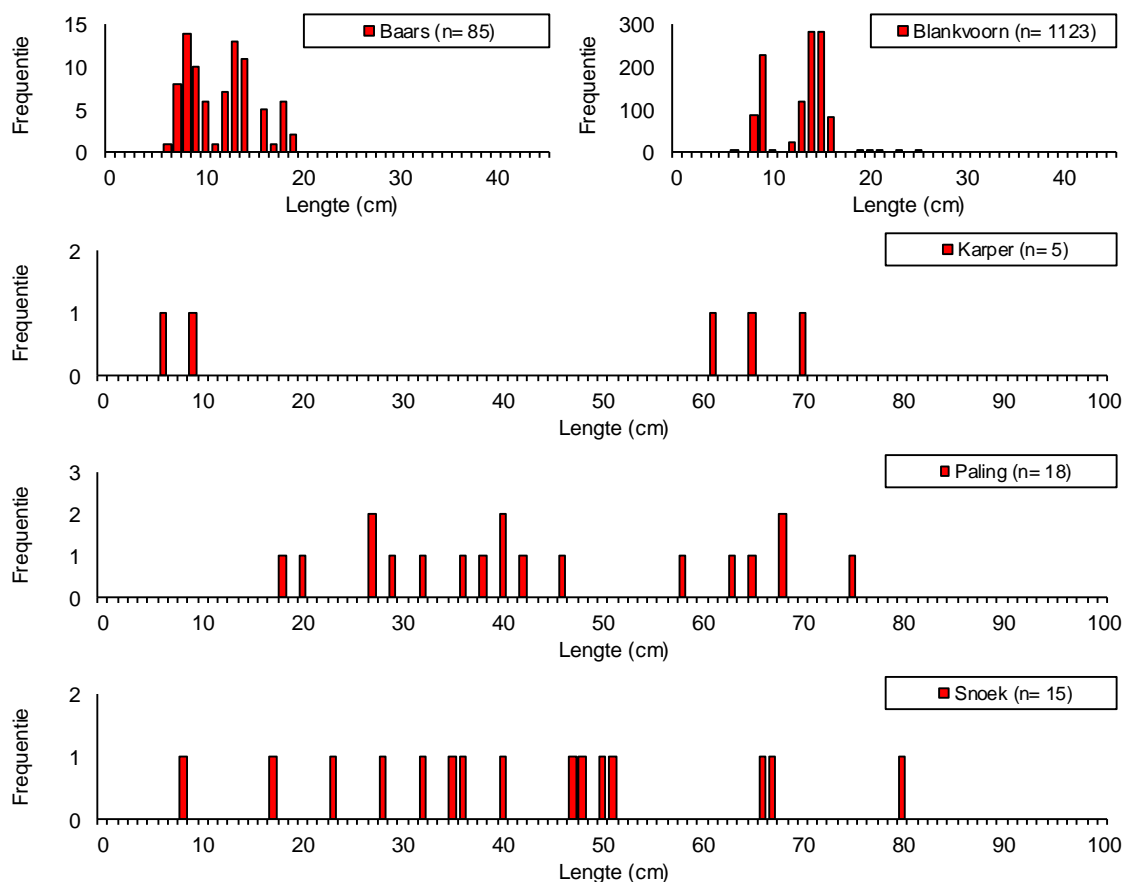 Baars (n= 85)
Frequentie
15
10
5
0
0 10 20 30 40
Lengte (cm)
Blankvoorn (n= 1123)
Frequentie
300
200
100
0
0 10 20 30 40
Lengte (cm)
Karper (n= 5)
Frequentie
2
1
0
0 10 20 30 40 50 60 70 80 90 100
Lengte (cm)
Paling (n= 18)
Frequentie
3
2
1
0
0 10 20 30 40 50 60 70 80 90 100
Lengte (cm)
Snoek (n= 15)
Frequentie
2
1
0
0 10 20 30 40 50 60 70 80 90 100
Lengte (cm)